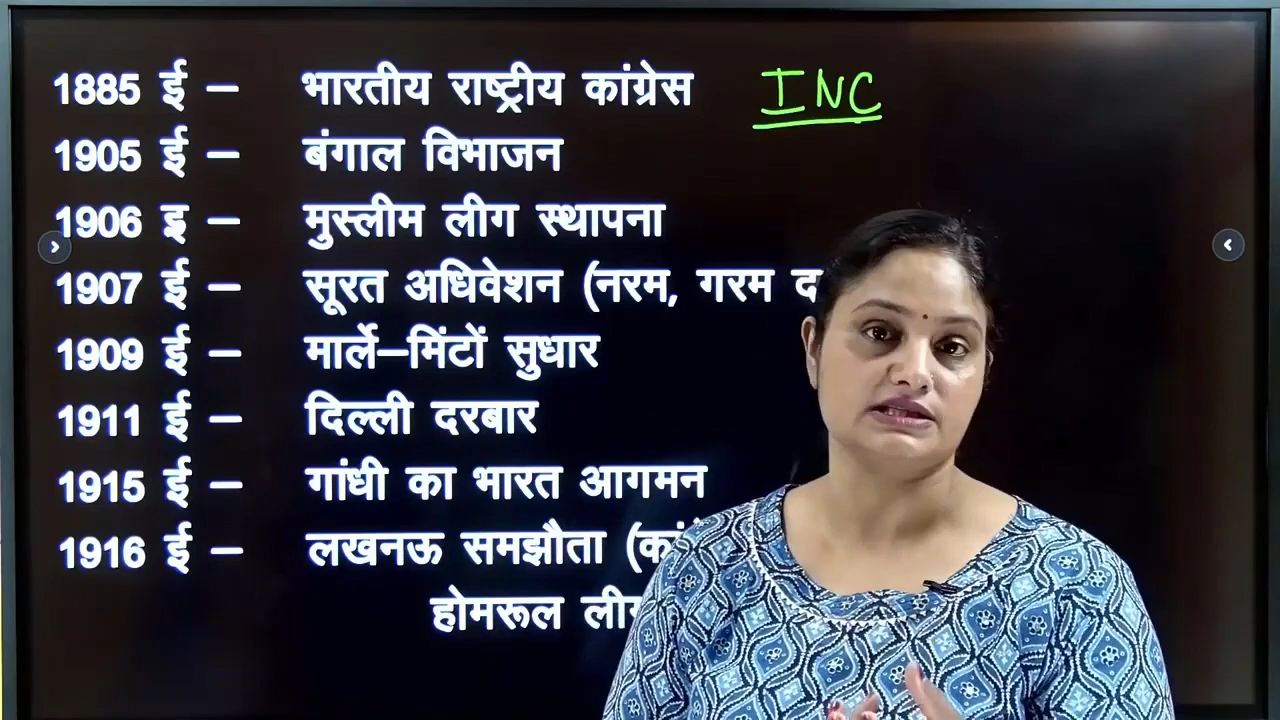 1885 ई – भारतीय राष्ट्रीय कांग्रेस INC
1905 ई – बंगाल विभाजन
1906 इ – मुस्लीम लीग स्थापना
1907 ई – सूरत अधिवेशन (नरम, गरम
1909 ई – मार्ले–मिंटों सुधार
1911 ई – दिल्ली दरबार
1915 ई – गांधी का भारत आगमन
1916 ई – लखनऊ समझौता
होमरूल